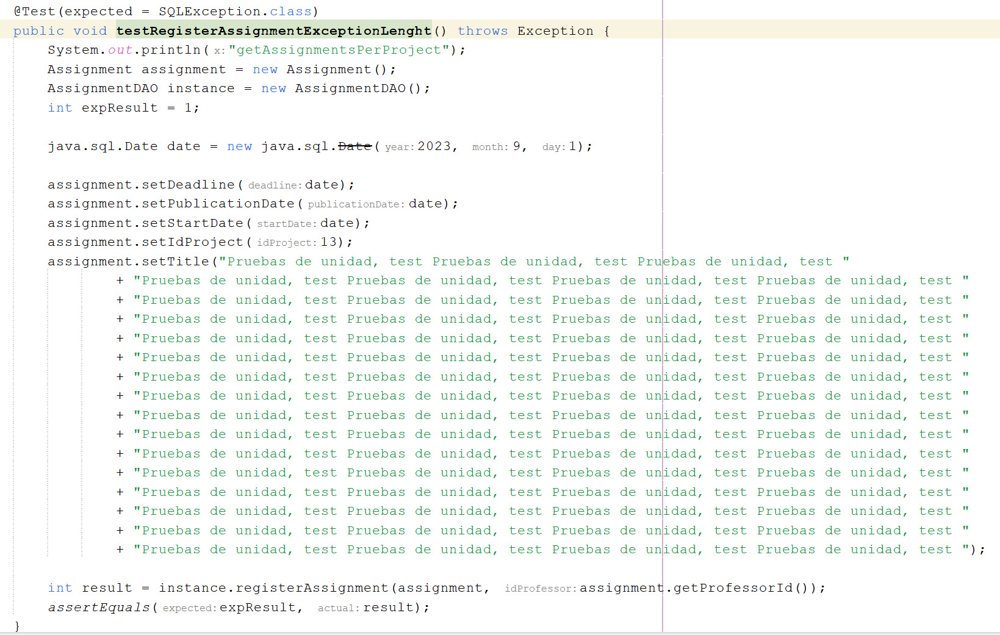 @Test(expected = SQLException.class)
public void testRegisterAssignmentExceptionLenght() throws Exception {
System.out.println( x: "getAssignmentsPerProject");
Assignment assignment = new Assignment();
AssignmentDAO instance = new AssignmentDAO();
int expResult = 1;
java.sql.Date date = new java.sql.Date( year: 2023, month: 9, day: 1);
assignment.setDeadline( deadline: date);
assignment.setPublicationDate( publicationDate: date);
assignment.setStartDate( startDate: date);
assignment.setIdProject( idProject: 13);
assignment.setTitle("Pruebas de unidad, test Pruebas de unidad, test Pruebas de unidad, test "
+ "Pruebas de unidad, test Pruebas de unidad, test Pruebas de unidad, test Pruebas de unidad, test "
+ "Pruebas de unidad, test Pruebas de unidad, test Pruebas de unidad, test Pruebas de unidad, test "
+ "Pruebas de unidad, test Pruebas de unidad, test Pruebas de unidad, test Pruebas de unidad, test "
+ "Pruebas de unidad, test Pruebas de unidad, test Pruebas de unidad, test Pruebas de unidad, test "
+ "Pruebas de unidad, test Pruebas de unidad, test Pruebas de unidad, test Pruebas de unidad, test "
+ "Pruebas de unidad, test Pruebas de unidad, test Pruebas de unidad, test Pruebas de unidad, test "
+ "Pruebas de unidad, test Pruebas de unidad, test Pruebas de unidad, test Pruebas de unidad, test "
+ "Pruebas de unidad, test Pruebas de unidad, test Pruebas de unidad, test Pruebas de unidad, test "
+ "Pruebas de unidad, test Pruebas de unidad, test Pruebas de unidad, test Pruebas de unidad, test "
+ "Pruebas de unidad, test Pruebas de unidad, test Pruebas de unidad, test Pruebas de unidad, test "
+ "Pruebas de unidad, test Pruebas de unidad, test Pruebas de unidad, test Pruebas de unidad, test "
+ "Pruebas de unidad, test Pruebas de unidad, test Pruebas de unidad, test Pruebas de unidad, test "
+ "Pruebas de unidad, test Pruebas de unidad, test Pruebas de unidad, test Pruebas de unidad, test "
+ "Pruebas de unidad, test Pruebas de unidad, test Pruebas de unidad, test Pruebas de unidad, test "
+ "Pruebas de unidad, test Pruebas de unidad, test Pruebas de unidad, test Pruebas de unidad, test ");
int result = instance.registerAssignment(assignment, idProfessor: assignment.getProfessorId());
assertEquals( expected: expResult, actual: result);
}